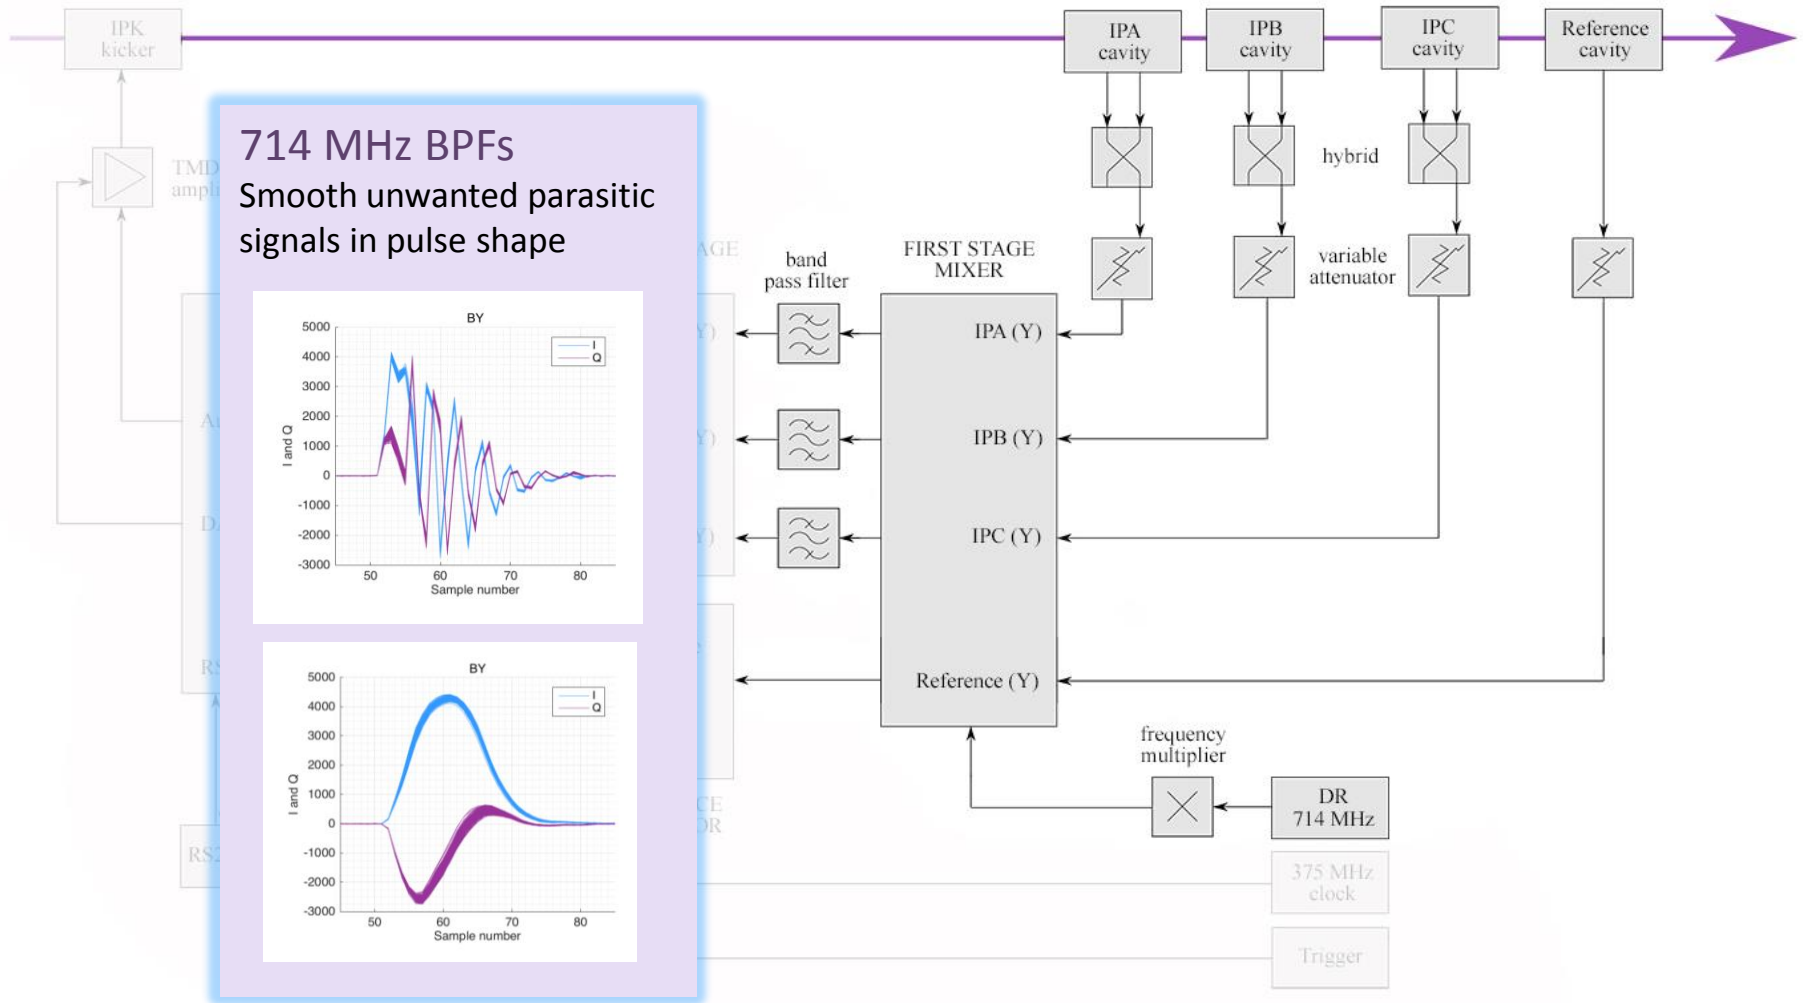 IPK
kicker
IPA
cavity
IPB
cavity
IPC
cavity
Reference
cavity
714 MHz BPFs
Smooth unwanted parasitic
signals in pulse shape
hybrid
variable
attenuator
band
pass filter
FIRST STAGE
MIXER
IPA (Y)
IPB (Y)
IPC (Y)
Reference (Y)
BY
I
Q
5000
4000
3000
2000
1000
0
-1000
-2000
-3000
I and Q
50
60
70
80
Sample number
BY
I
Q
5000
4000
3000
2000
1000
0
-1000
-2000
-3000
I and Q
50
60
70
80
Sample number
frequency
multiplier
DR
714 MHz
375 MHz
clock
Trigger